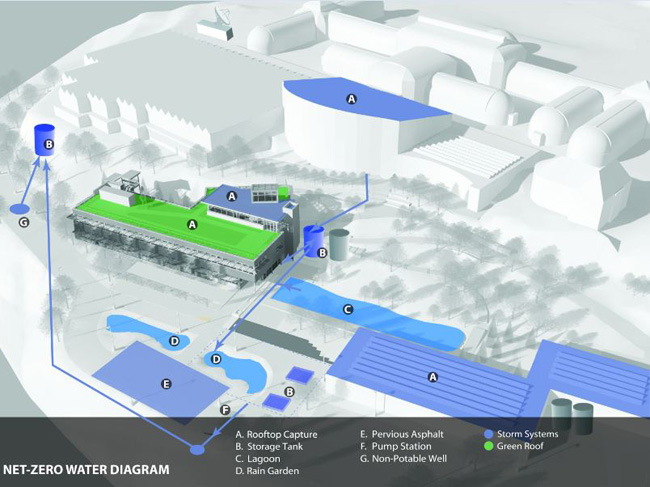 A
B
G
A
A
B
C
D
D
E
B
A
F
A. Rooftop Capture
B. Storage Tank
C. Lagoon
D. Rain Garden
E. Pervious Asphalt
F. Pump Station
G. Non-Potable Well
Storm Systems
Green Roof
NET-ZERO WATER DIAGRAM